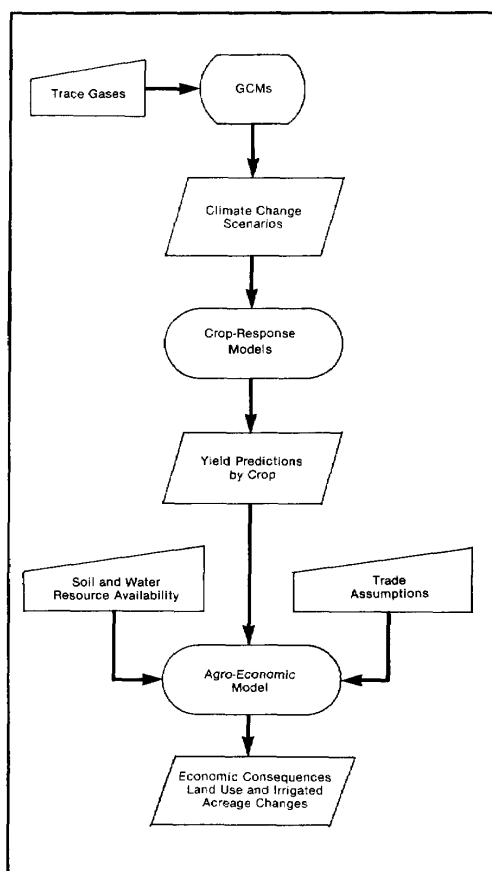 Trace Gases
GCMs
Climate Change
Scenarios
Crop-Response
Models
Yield Predictions
by Crop
Soil and Water
Resource Availability
Trade
Assumptions
Agro-Economic
Model
Economic Consequences
Land Use and Irrigated
Acreage Changes